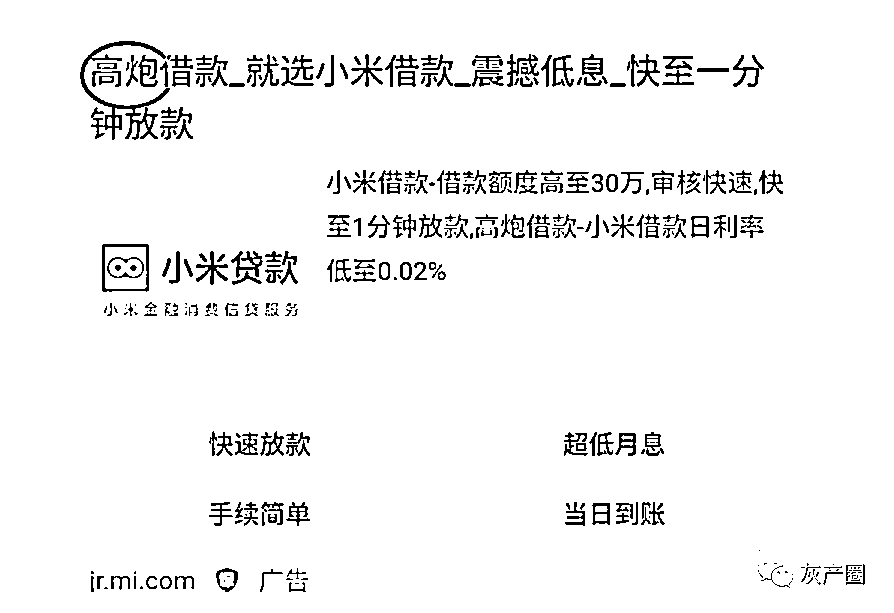 高炮借款_就选小米借款_震撼低息_快至一分
钟放款
小米借款-借款额度高至30万,审核快速,快
至1分钟放款,高炮借款-小米借款日利率
低至0.02%
小米贷款
小米金融消费信贷服务
快速放款
超低月息
手续简单
当日到账
jr.mi.com 广告
灰产圈